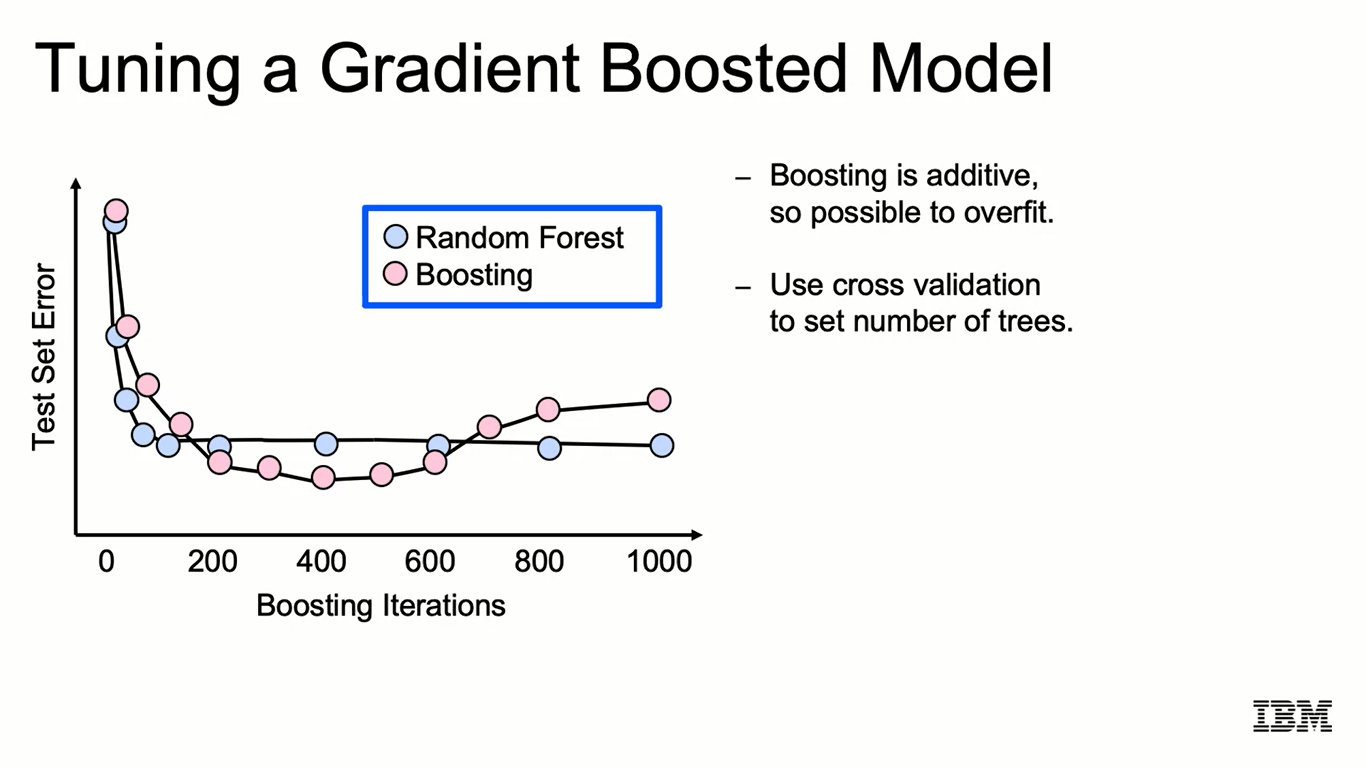 Tuning a Gradient Boosted Model
– Boosting is additive,
so possible to overfit.
– Use cross validation
to set number of trees.
Random Forest
Boosting
Test Set Error
0 200 400 600 800 1000
Boosting Iterations
IBM